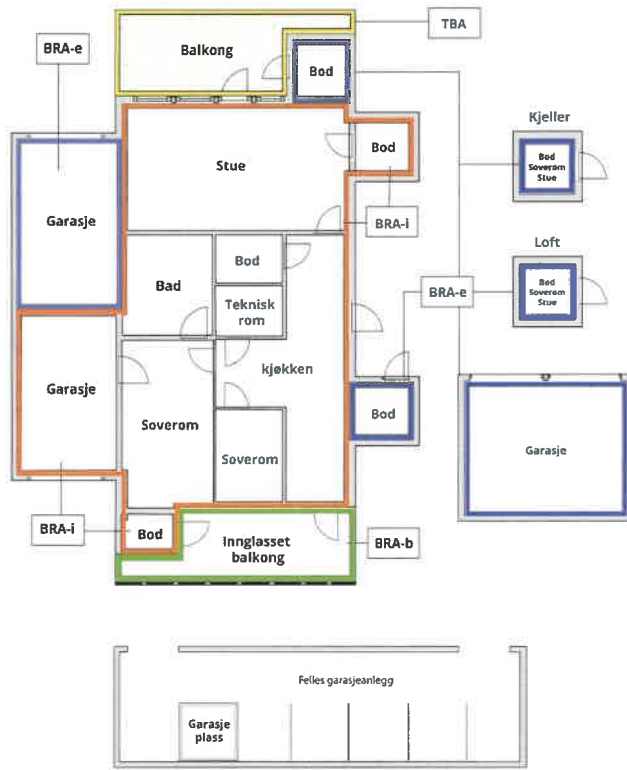 TBA
BRA-e
Balkong
Bod
Kjeller
Bod
Soverom
Stue
Stue
Bod
BRA-i
Garasje
Loft
Bod
Soverom
Stue
Bad
Bod
Teknisk
rom
BRA-e
kjøkken
Garasje
Soverom
Soverom
Bod
Garasje
BRA-i
Bod
Innglasset
balkong
BRA-b
Felles garasjeanlegg
Garasje
plass